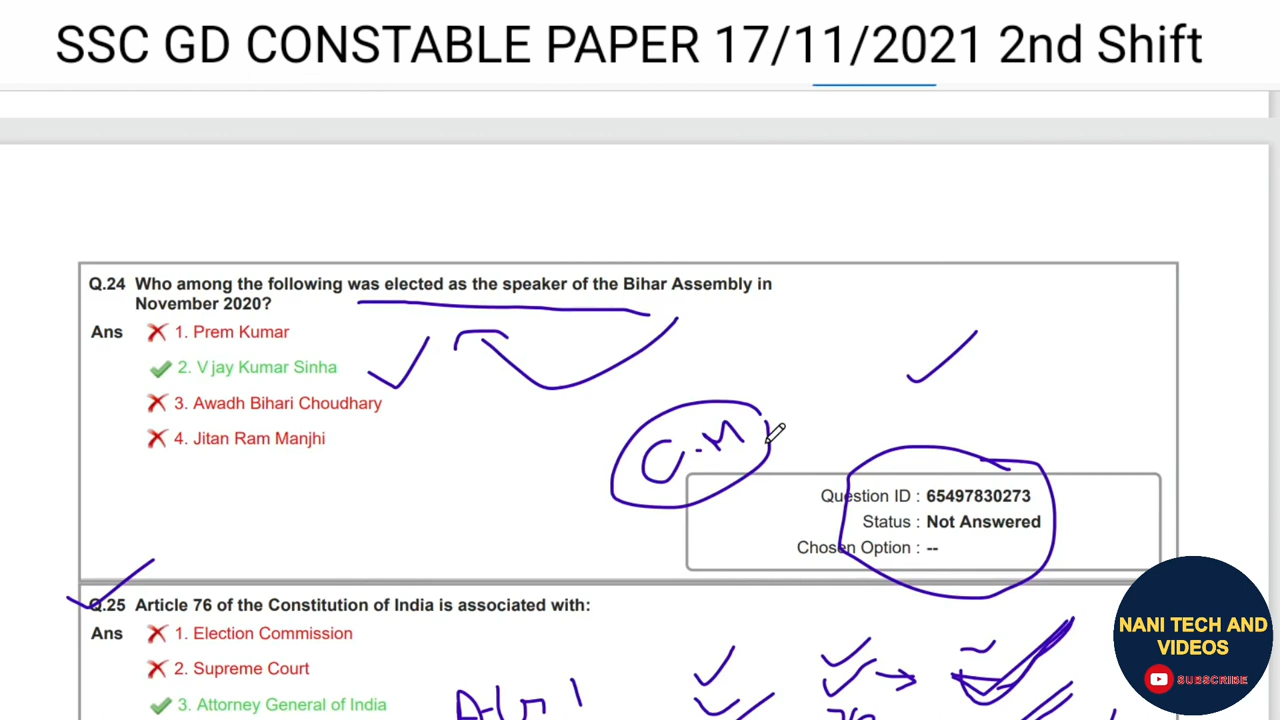 SSC GD CONSTABLE PAPER 17/11/2021 2nd Shift
Q.24 Who among the following was elected as the speaker of the Bihar Assembly in
November 2020?
Ans 1. Prem Kumar
2. Vjay Kumar Sinha
3. Awadh Bihari Choudhary
4. Jitan Ram Manjhi
C.M
Question ID : 65497830273
Status : Not Answered
Chosen Option : --
Q.25 Article 76 of the Constitution of India is associated with:
Ans 1. Election Commission
2. Supreme Court
3. Attorney General of India
NANI TECH AND
VIDEOS
SUBSCRIBE